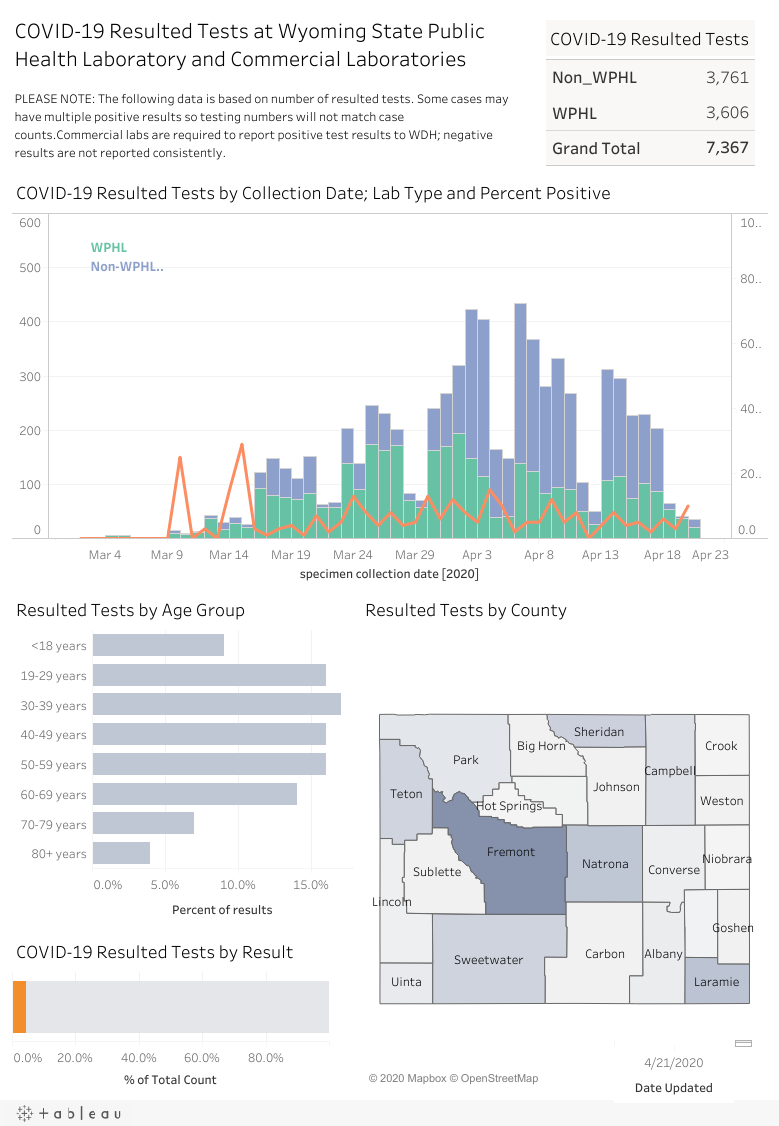 COVID-19 Resulted Tests at Wyoming State Public
Health Laboratory and Commercial Laboratories
PLEASE NOTE: The following data is based on number of resulted tests. Some cases may
have multiple positive results so testing numbers will not match case
counts.Commercial labs are required to report positive test results to WDH; negative
results are not reported consistently.
COVID-19 Resulted Tests
Non_WPHL 3,761
WPHL 3,606
Grand Total 7,367
COVID-19 Resulted Tests by Collection Date; Lab Type and Percent Positive
600 10..
WPHL
Non-WPHL..
500 80..
400 60..
300 40..
200 20..
100
0 0.0
Mar 4 Mar 9 Mar 14 Mar 19 Mar 24 Mar 29 Apr 3 Apr 8 Apr 13 Apr 18 Apr 23
specimen collection date [2020]
Resulted Tests by Age Group
<18 years
19-29 years
30-39 years
40-49 years
50-59 years
60-69 years
70-79 years
80+ years
0.0% 5.0% 10.0% 15.0%
Percent of results
Resulted Tests by County
Sheridan
Big Horn Crook
Park
Campbell
Johnson
Teton
Weston
Hot Springs
Fremont
Natrona Niobrara
Sublette Converse
Lincoln
Goshen
Carbon Albany
Sweetwater
Uinta Laramie
COVID-19 Resulted Tests by Result
0.0% 20.0% 40.0% 60.0% 80.0%
% of Total Count
© 2020 Mapbox © OpenStreetMap
4/21/2020
Date Updated
tableau